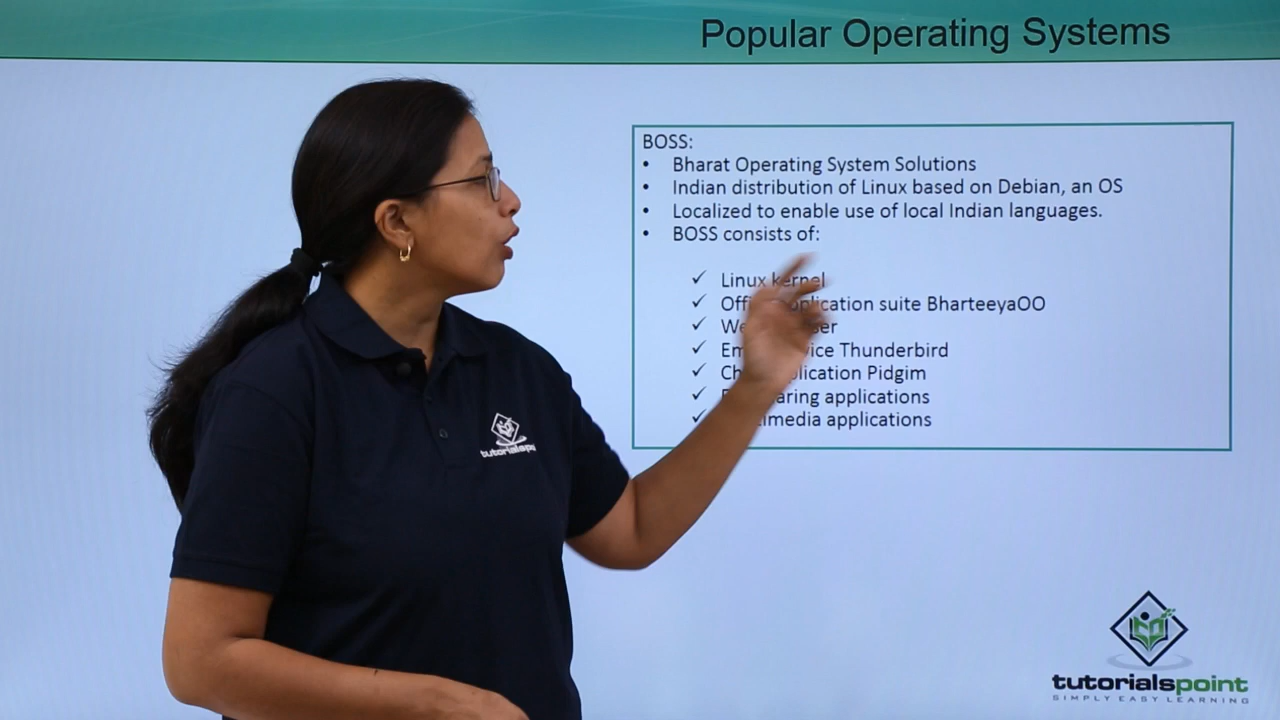 Popular Operating Systems
BOSS:
• Bharat Operating System Solutions
• Indian distribution of Linux based on Debian, an OS
• Localized to enable use of local Indian languages.
• BOSS consists of:
✓ Linux kernel
✓ application suite BharteeyaOO
✓
✓ Thunderbird
✓ Pidgim
✓ applications
✓ applications
tutorialspoint
tutorialspoint
SIMPLY EASY LEARNING